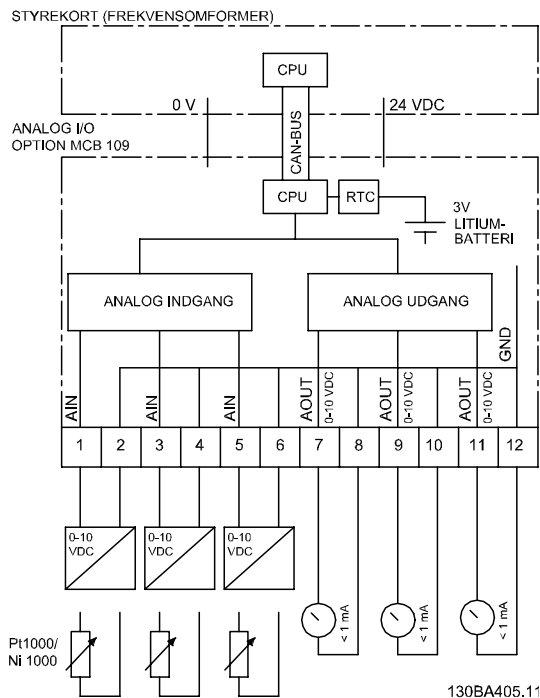 STYREKORT (FREKVENSOMFORMER)
CPU
0 V
24 VDC
CAN-BUS
ANALOG I/O
OPTION MCB 109
CPU
RTC
3V
LITIUM-
BATTERI
ANALOG INDGANG
ANALOG UDGANG
GND
AIN
AIN
AIN
AOUT
0-10 VDC
AOUT
0-10 VDC
AOUT
0-10 VDC
1 2 3 4 5 6 7 8 9 10 11 12
0-10
VDC
0-10
VDC
0-10
VDC
< 1 mA
< 1 mA
< 1 mA
Pt1000/
Ni 1000
130BA405.11